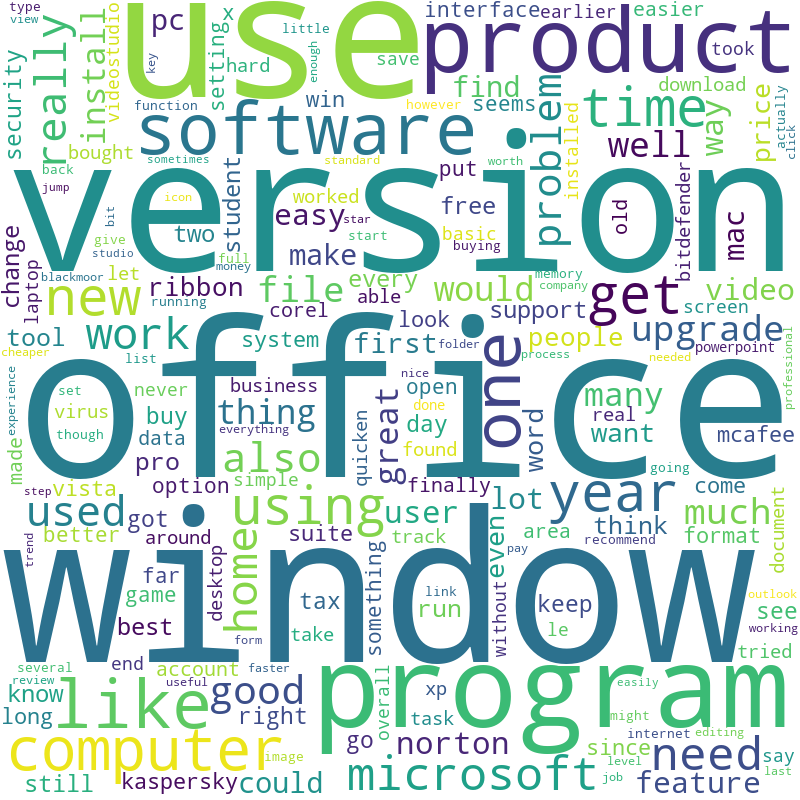 type
view
key
videostudio
really
install
security
pc
x
setting
hard
little
enough
use
save
interface
earlier
easier
product
took
function
win
software
however
find
seems
download
time
way
price
actually
click
bought
back
jump
sometimes
standard
worth
problem
installed
well
version
bit
student
worked
easy
star
put
free
basic
buying
old
bitdefender
mac
two
give
studio
start
full
make
money
change
laptop
let
blackmoor
running
new
ribbon
file
every
able
would
memory
company
get
video
screen
support
corel
look
tool
work
system
first
folder
one
people
upgrade
cheaper
list
process
needed
powerpoint
professional
office
experience
set
virus
though
never
buy
data
business
everything
thing
nice
open
done
day
found
great
quicken
word
many
real
want
mcafee
made
vista
pro
also
option
simple
finally
going
step
used
got
better
around
using
suite
user
lot
year
think
come
much
format
document
trend
far
game
best
desktop
home
tax
something
track
area
even
without
pay
recommend
window
link
run
keep
le
take
form
faster
end
account
useful
xp
task
overall
see
outlook
working
tried
several
review
know
long
like
good
right
program
easily
might
computer
image
go
norton
since
level
job
internet
editing
need
say
last
still
kaspersky
could
microsoft
feature